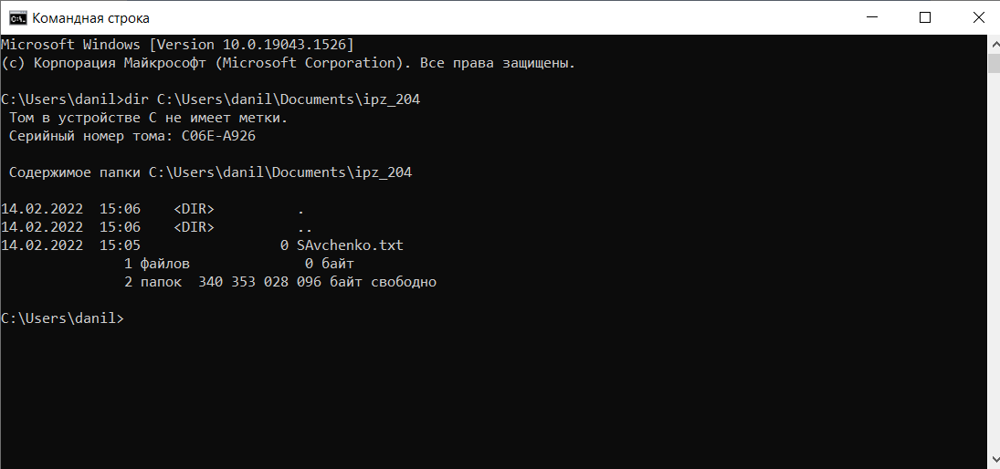 Командная строка
Microsoft Windows [Version 10.0.19043.1526]
(c) Корпорация Майкрософт (Microsoft Corporation). Все права защищены.
C:\Users\danil>dir C:\Users\danil\Documents\ipz_204
 Том в устройстве C не имеет метки.
 Серийный номер тома: C06E-A926
 Содержимое папки C:\Users\danil\Documents\ipz_204
14.02.2022  15:06    <DIR>          .
14.02.2022  15:06    <DIR>          ..
14.02.2022  15:05                 0 SAvchenko.txt
               1 файлов              0 байт
               2 папок  340 353 028 096 байт свободно
C:\Users\danil>